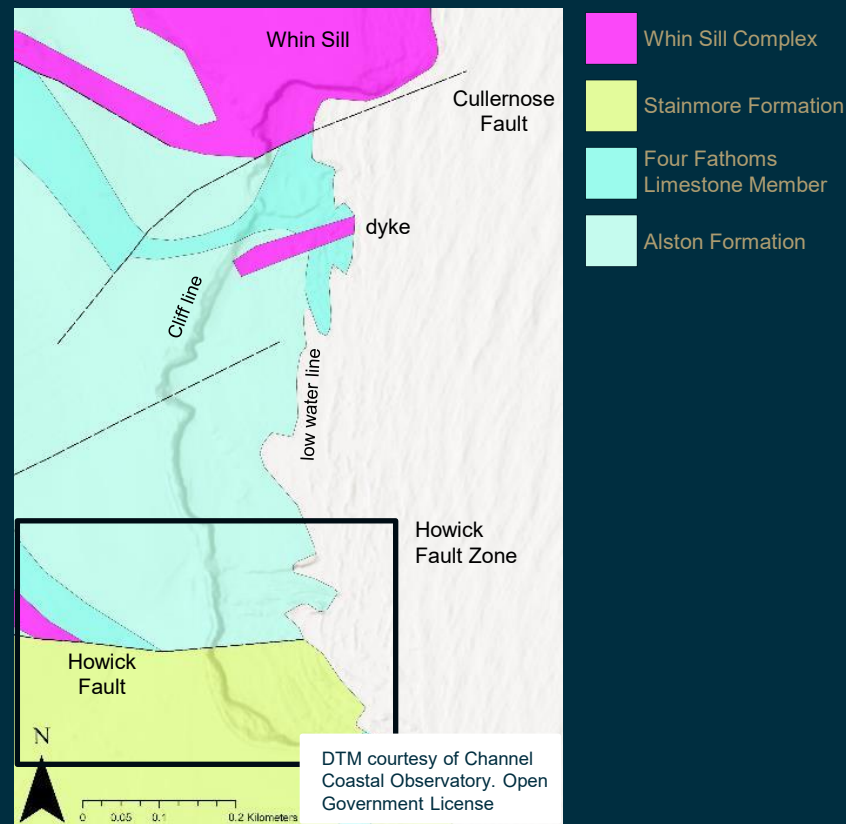 Whin Sill
Cullernose
Fault
dyke
Cliff line
low water line
Howick
Fault Zone
Howick
Fault
N
0 0.05 0.1 0.2 Kilometers
DTM courtesy of Channel
Coastal Observatory. Open
Government License
Whin Sill Complex
Stainmore Formation
Four Fathoms
Limestone Member
Alston Formation